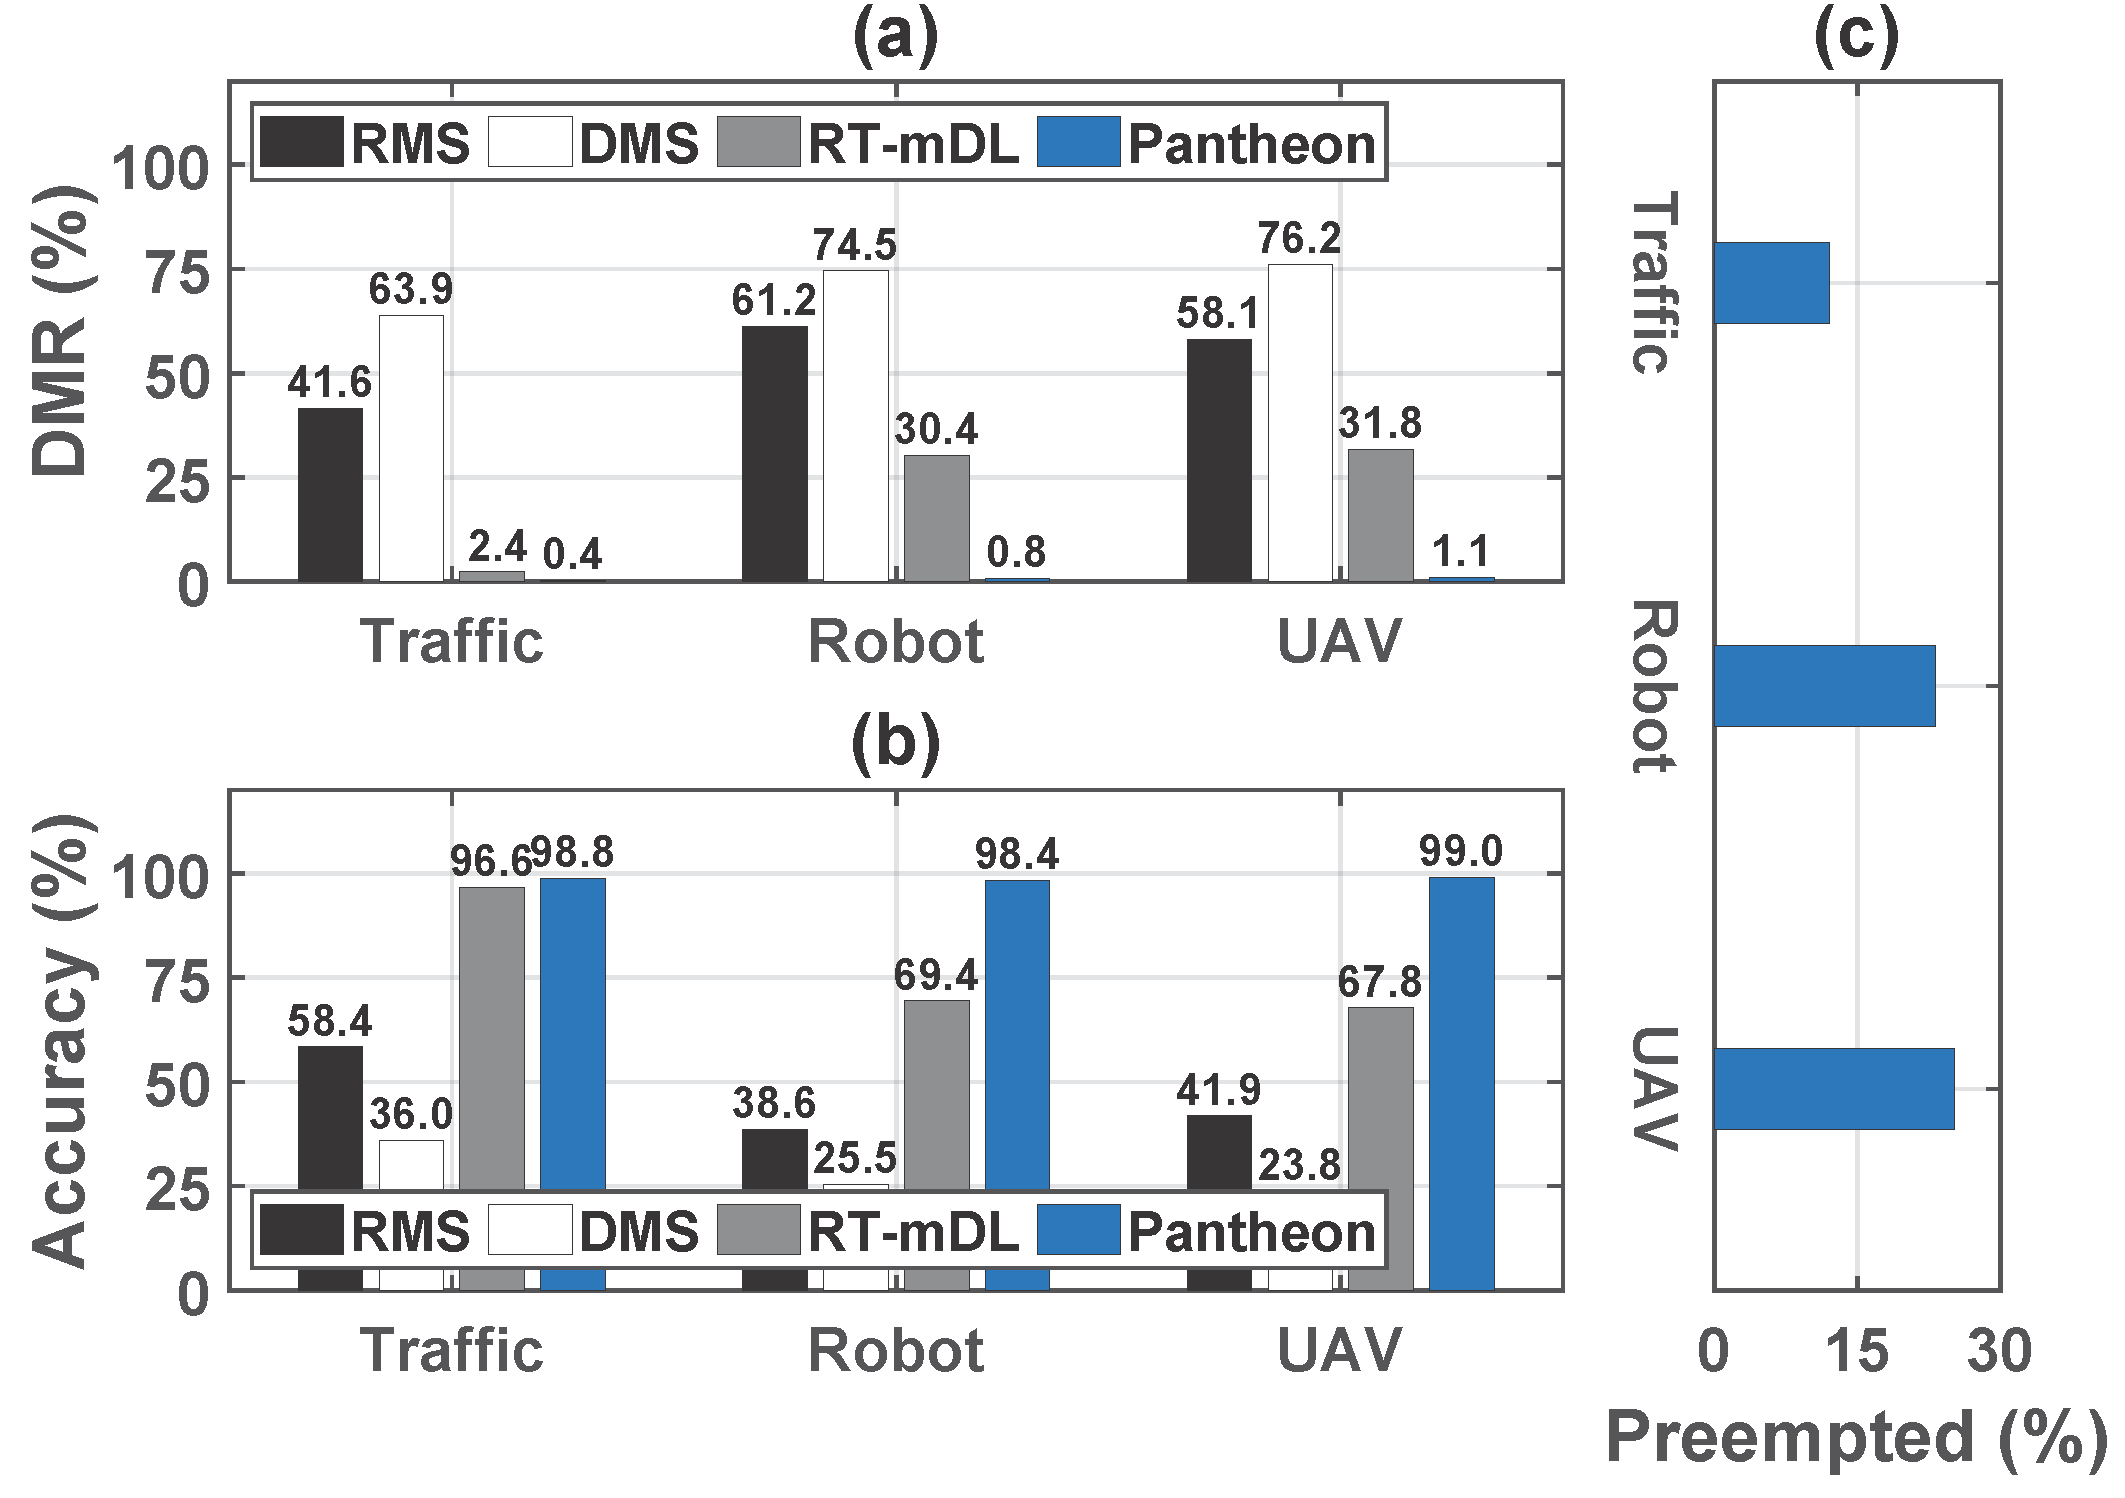 (a)
RMS DMS RT-mDL Pantheon
DMR (%)
100
75
50
25
0
41.6 63.9 2.4 0.4
61.2 74.5 30.4 0.8
58.1 76.2 31.8 1.1
Traffic Robot UAV
(b)
Accuracy (%)
100
75
50
25
0
58.4 36.0 96.6 98.8
38.6 25.5 69.4 98.4
41.9 23.8 67.8 99.0
RMS DMS RT-mDL Pantheon
Traffic Robot UAV
(c)
Traffic
Robot
UAV
0 15 30
Preempted (%)